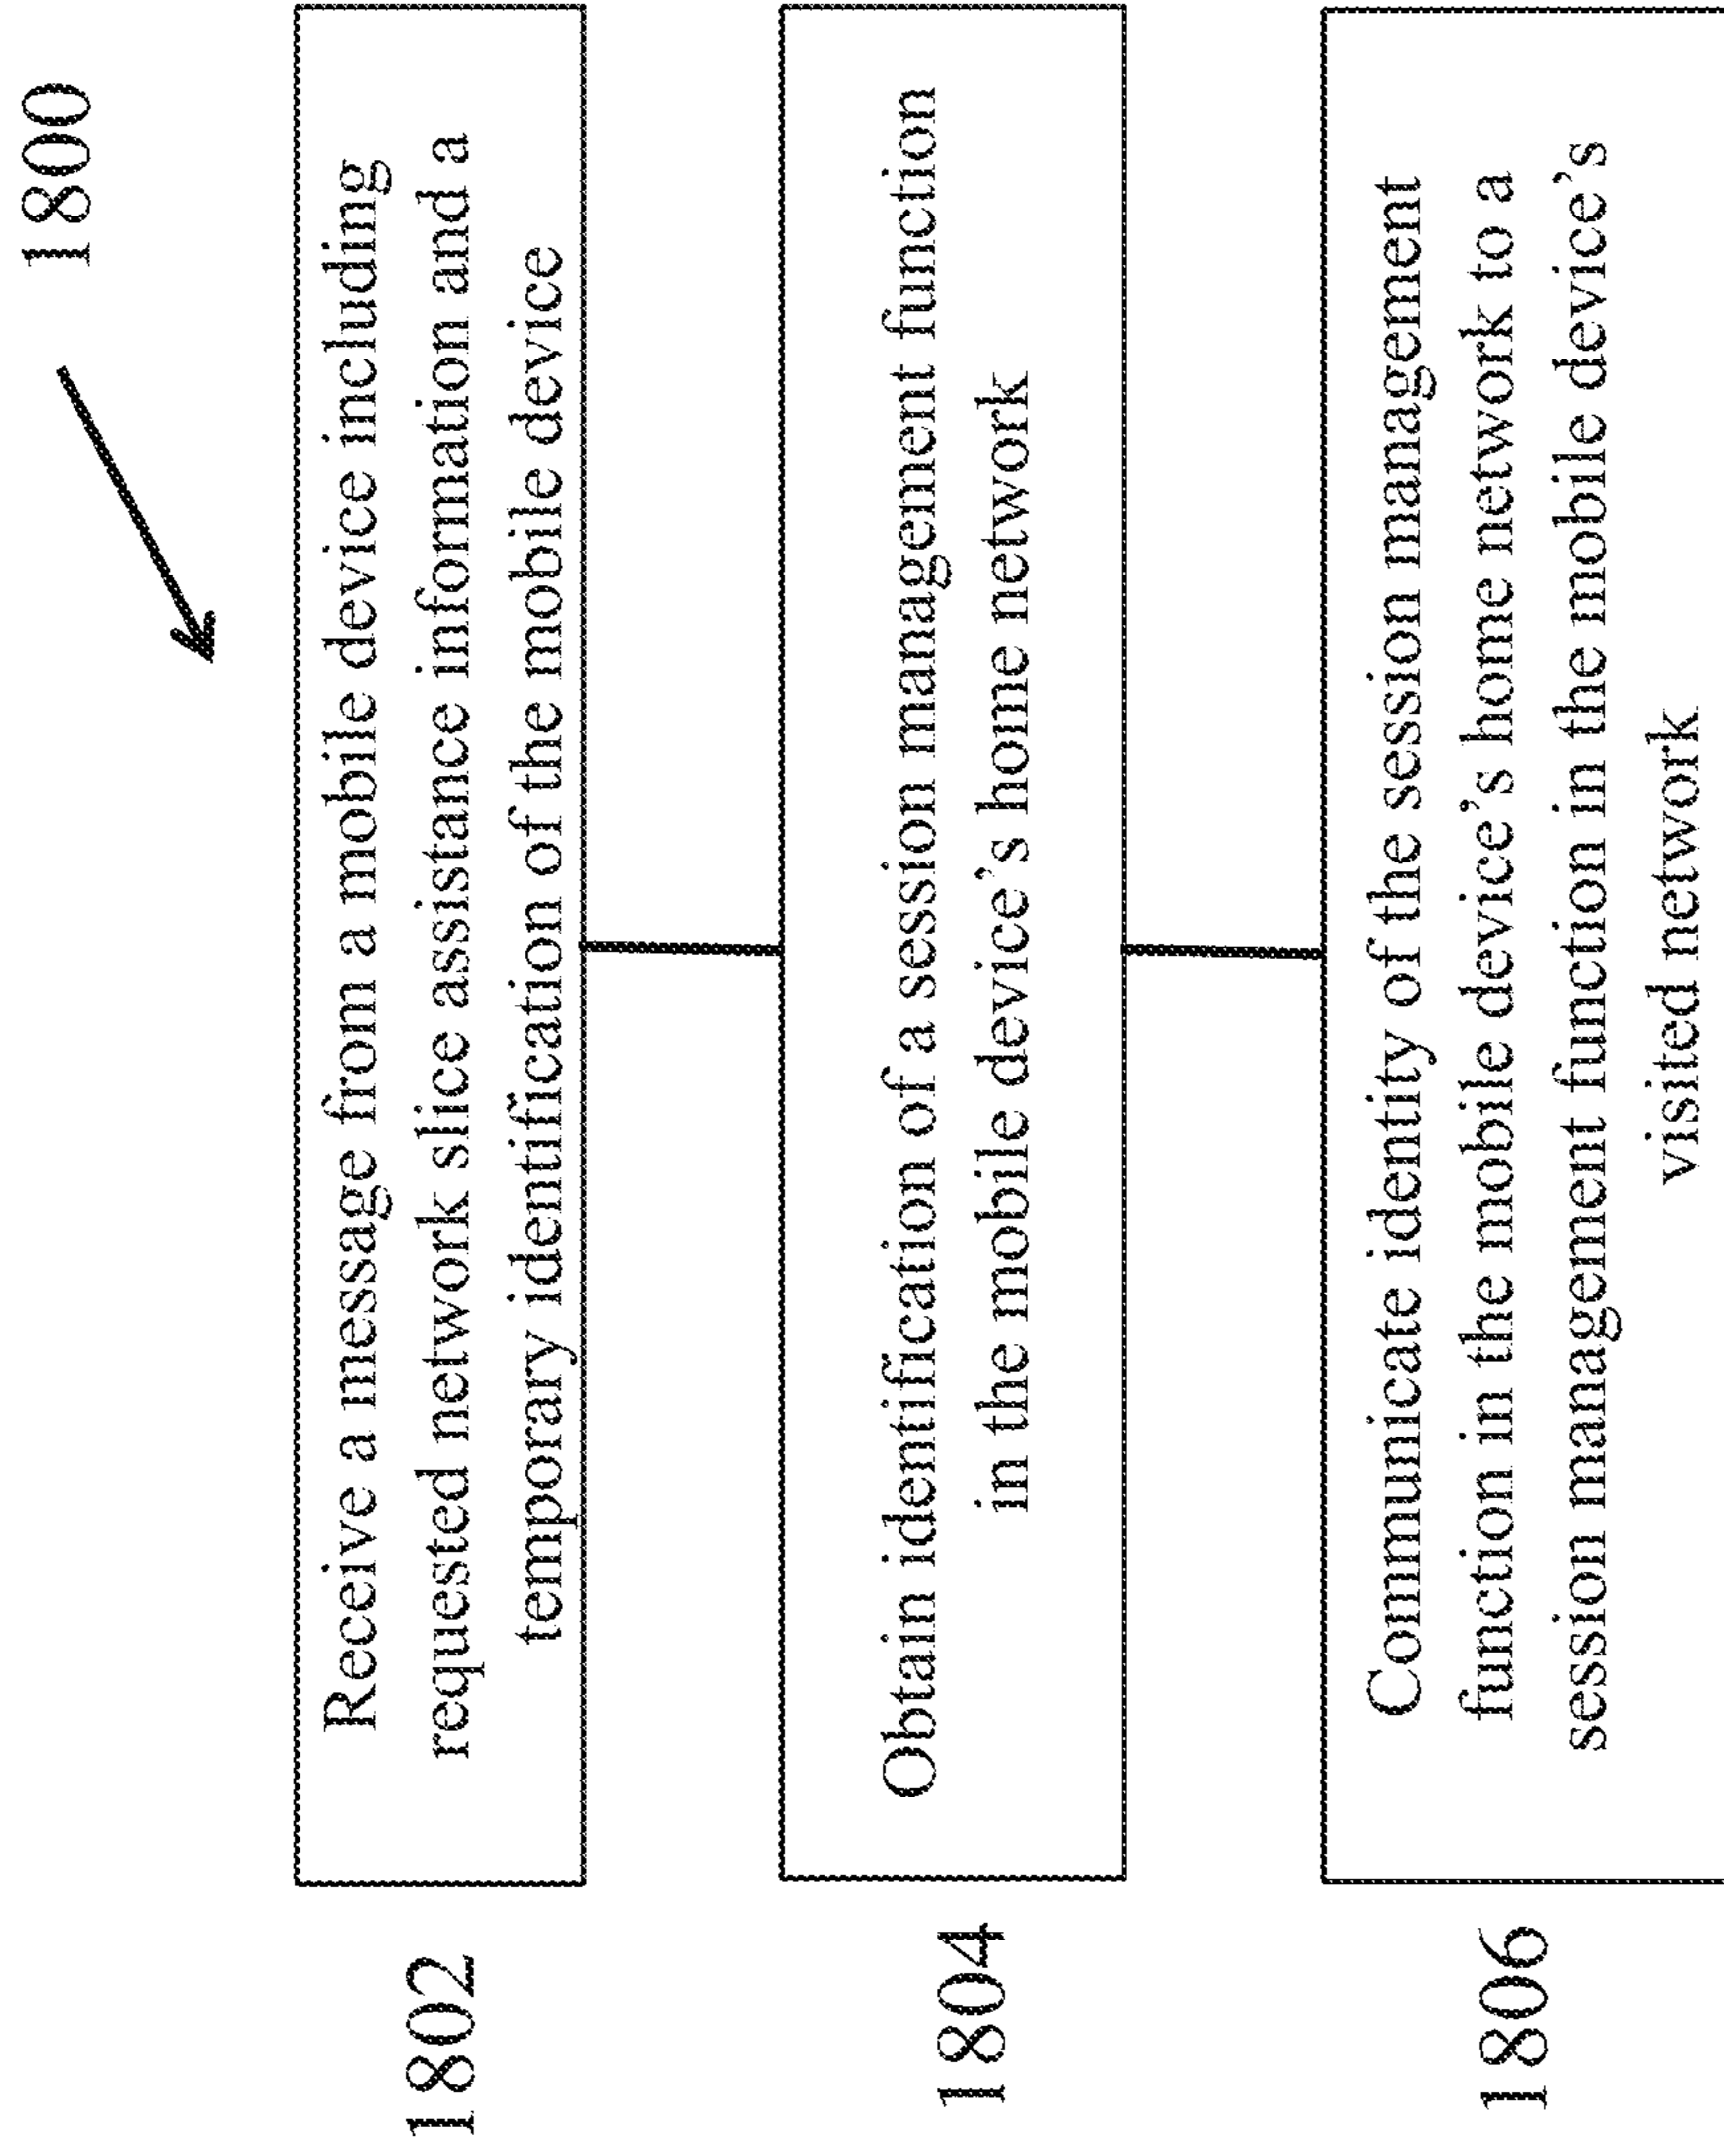 1800
1802
Receive a message from a mobile device including
requested network slice assistance information and a
temporary identification of the mobile device
1804
Obtain identification of a session management function
in the mobile device's home network
1806
Communicate identity of the session management
function in the mobile device's home network to a
session management function in the mobile device's
visited network